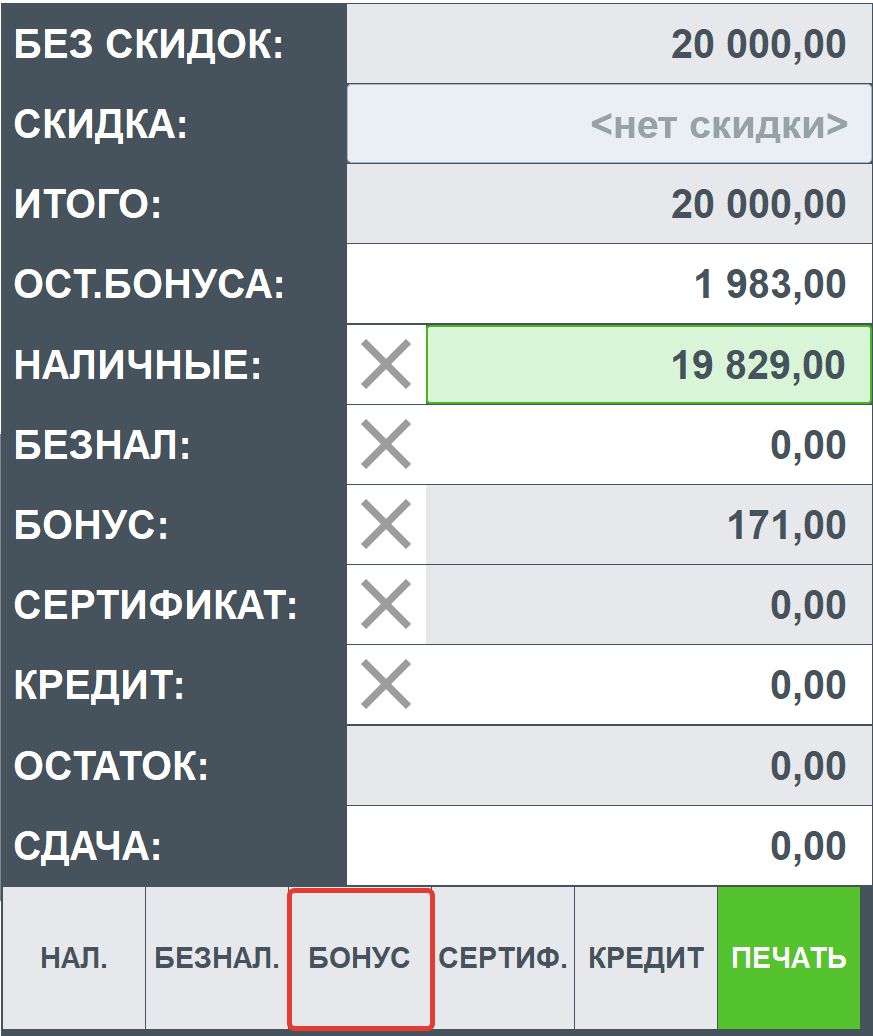 БЕЗ СКИДОК: 20 000,00
СКИДКА: <нет скидки>
ИТОГО: 20 000,00
ОСТ.БОНУСА: 1 983,00
НАЛИЧНЫЕ: 19 829,00
БЕЗНАЛ: 0,00
БОНУС: 171,00
СЕРТИФИКАТ: 0,00
КРЕДИТ: 0,00
ОСТАТОК: 0,00
СДАЧА: 0,00
НАЛ. БЕЗНАЛ. БОНУС СЕРТИФ. КРЕДИТ ПЕЧАТЬ